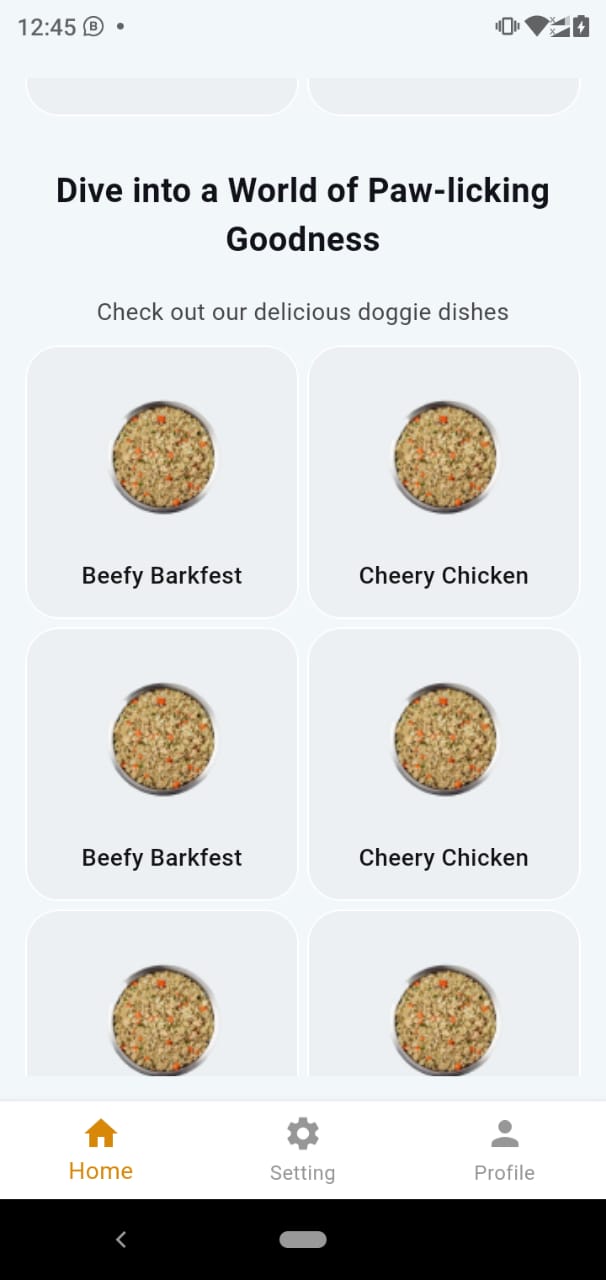 12:45
Dive into a World of Paw-licking
Goodness
Check out our delicious doggie dishes
Beefy Barkfest
Cheery Chicken
Beefy Barkfest
Cheery Chicken
Home
Setting
Profile